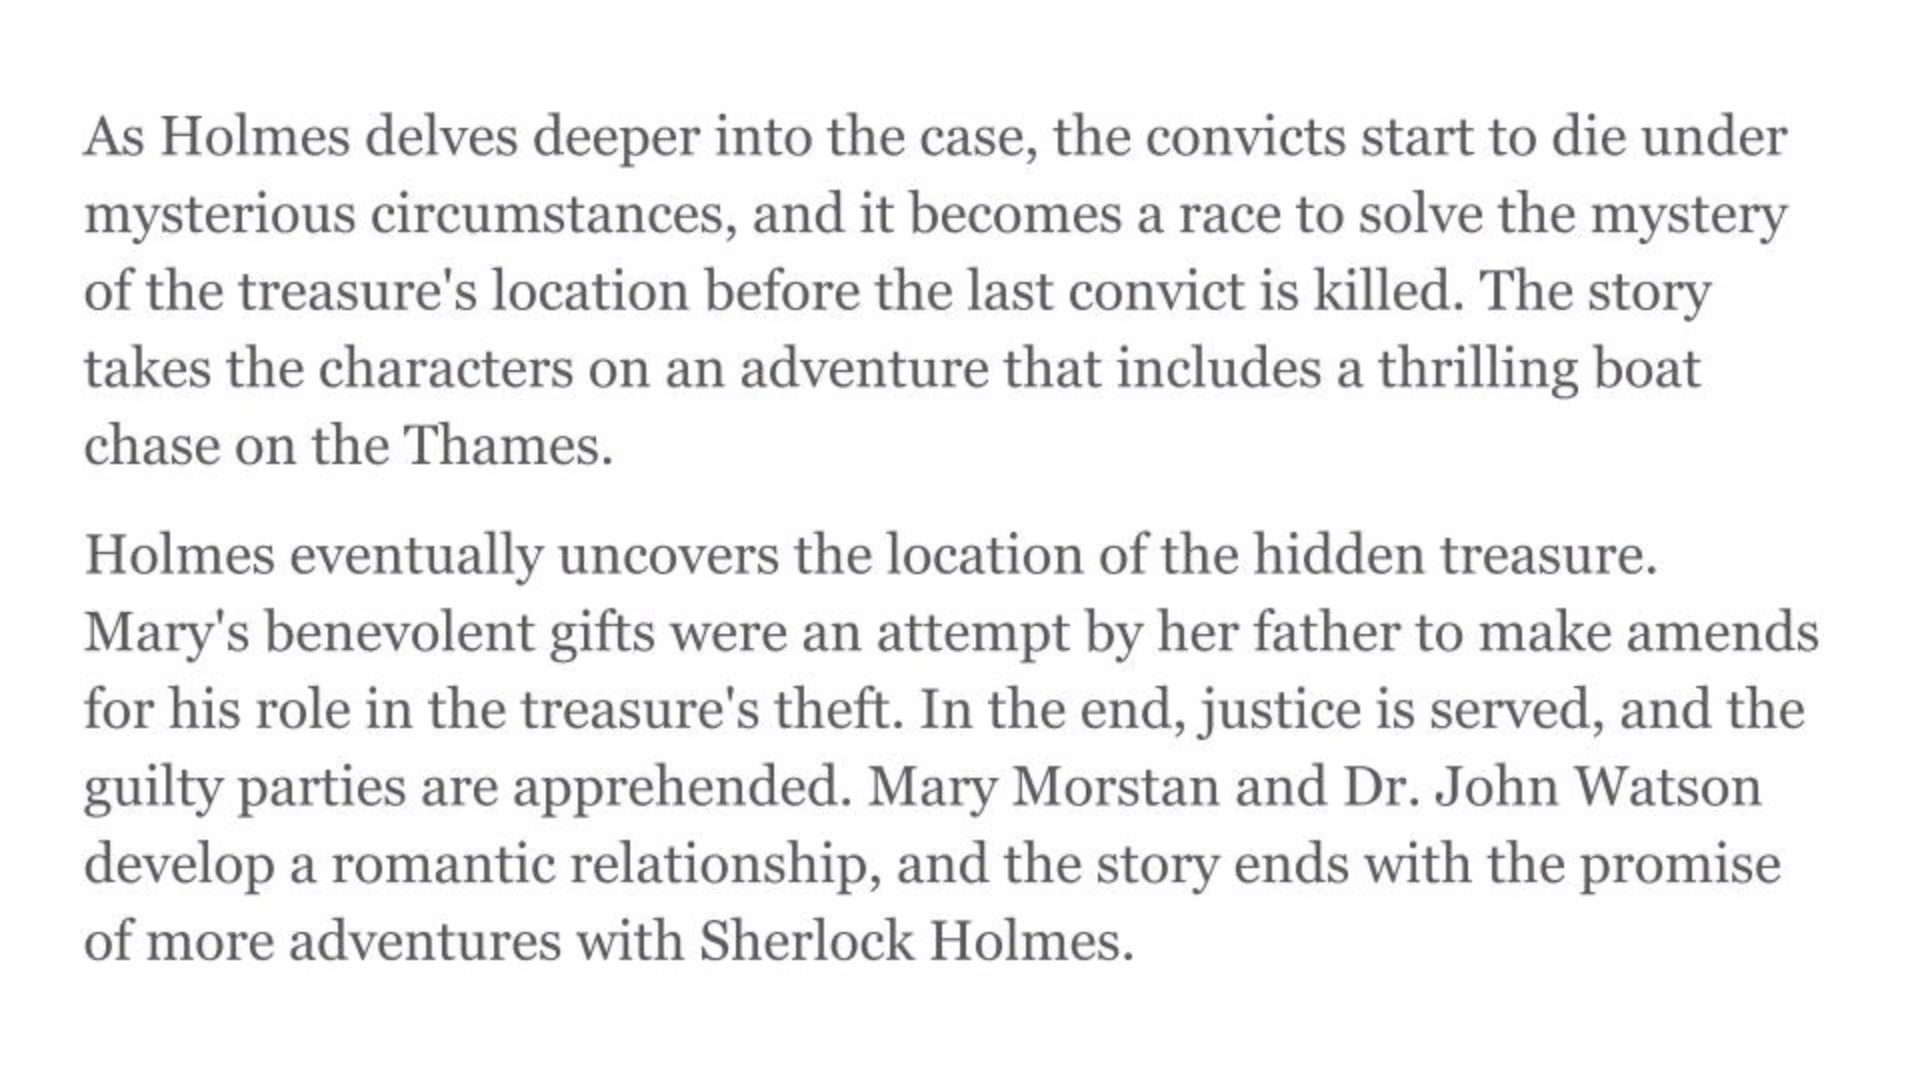 As Holmes delves deeper into the case, the convicts start to die under
mysterious circumstances, and it becomes a race to solve the mystery
of the treasure's location before the last convict is killed. The story
takes the characters on an adventure that includes a thrilling boat
chase on the Thames.
Holmes eventually uncovers the location of the hidden treasure.
Mary's benevolent gifts were an attempt by her father to make amends
for his role in the treasure's theft. In the end, justice is served, and the
guilty parties are apprehended. Mary Morstan and Dr. John Watson
develop a romantic relationship, and the story ends with the promise
of more adventures with Sherlock Holmes.